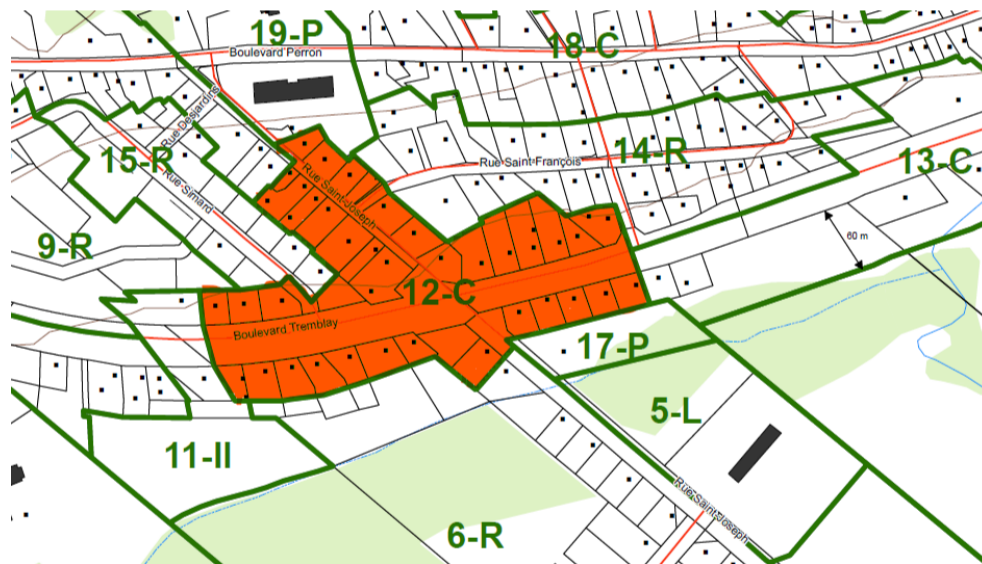 19-P
18-C
Boulevard Perron
Rue Desjardins
15-R
Rue Saint-François
14-R
13-C
Rue Simard
Rue Saint-Joseph
9-R
60 m
12-C
Boulevard Tremblay
17-P
5-L
11-II
Rue Saint-Joseph
6-R